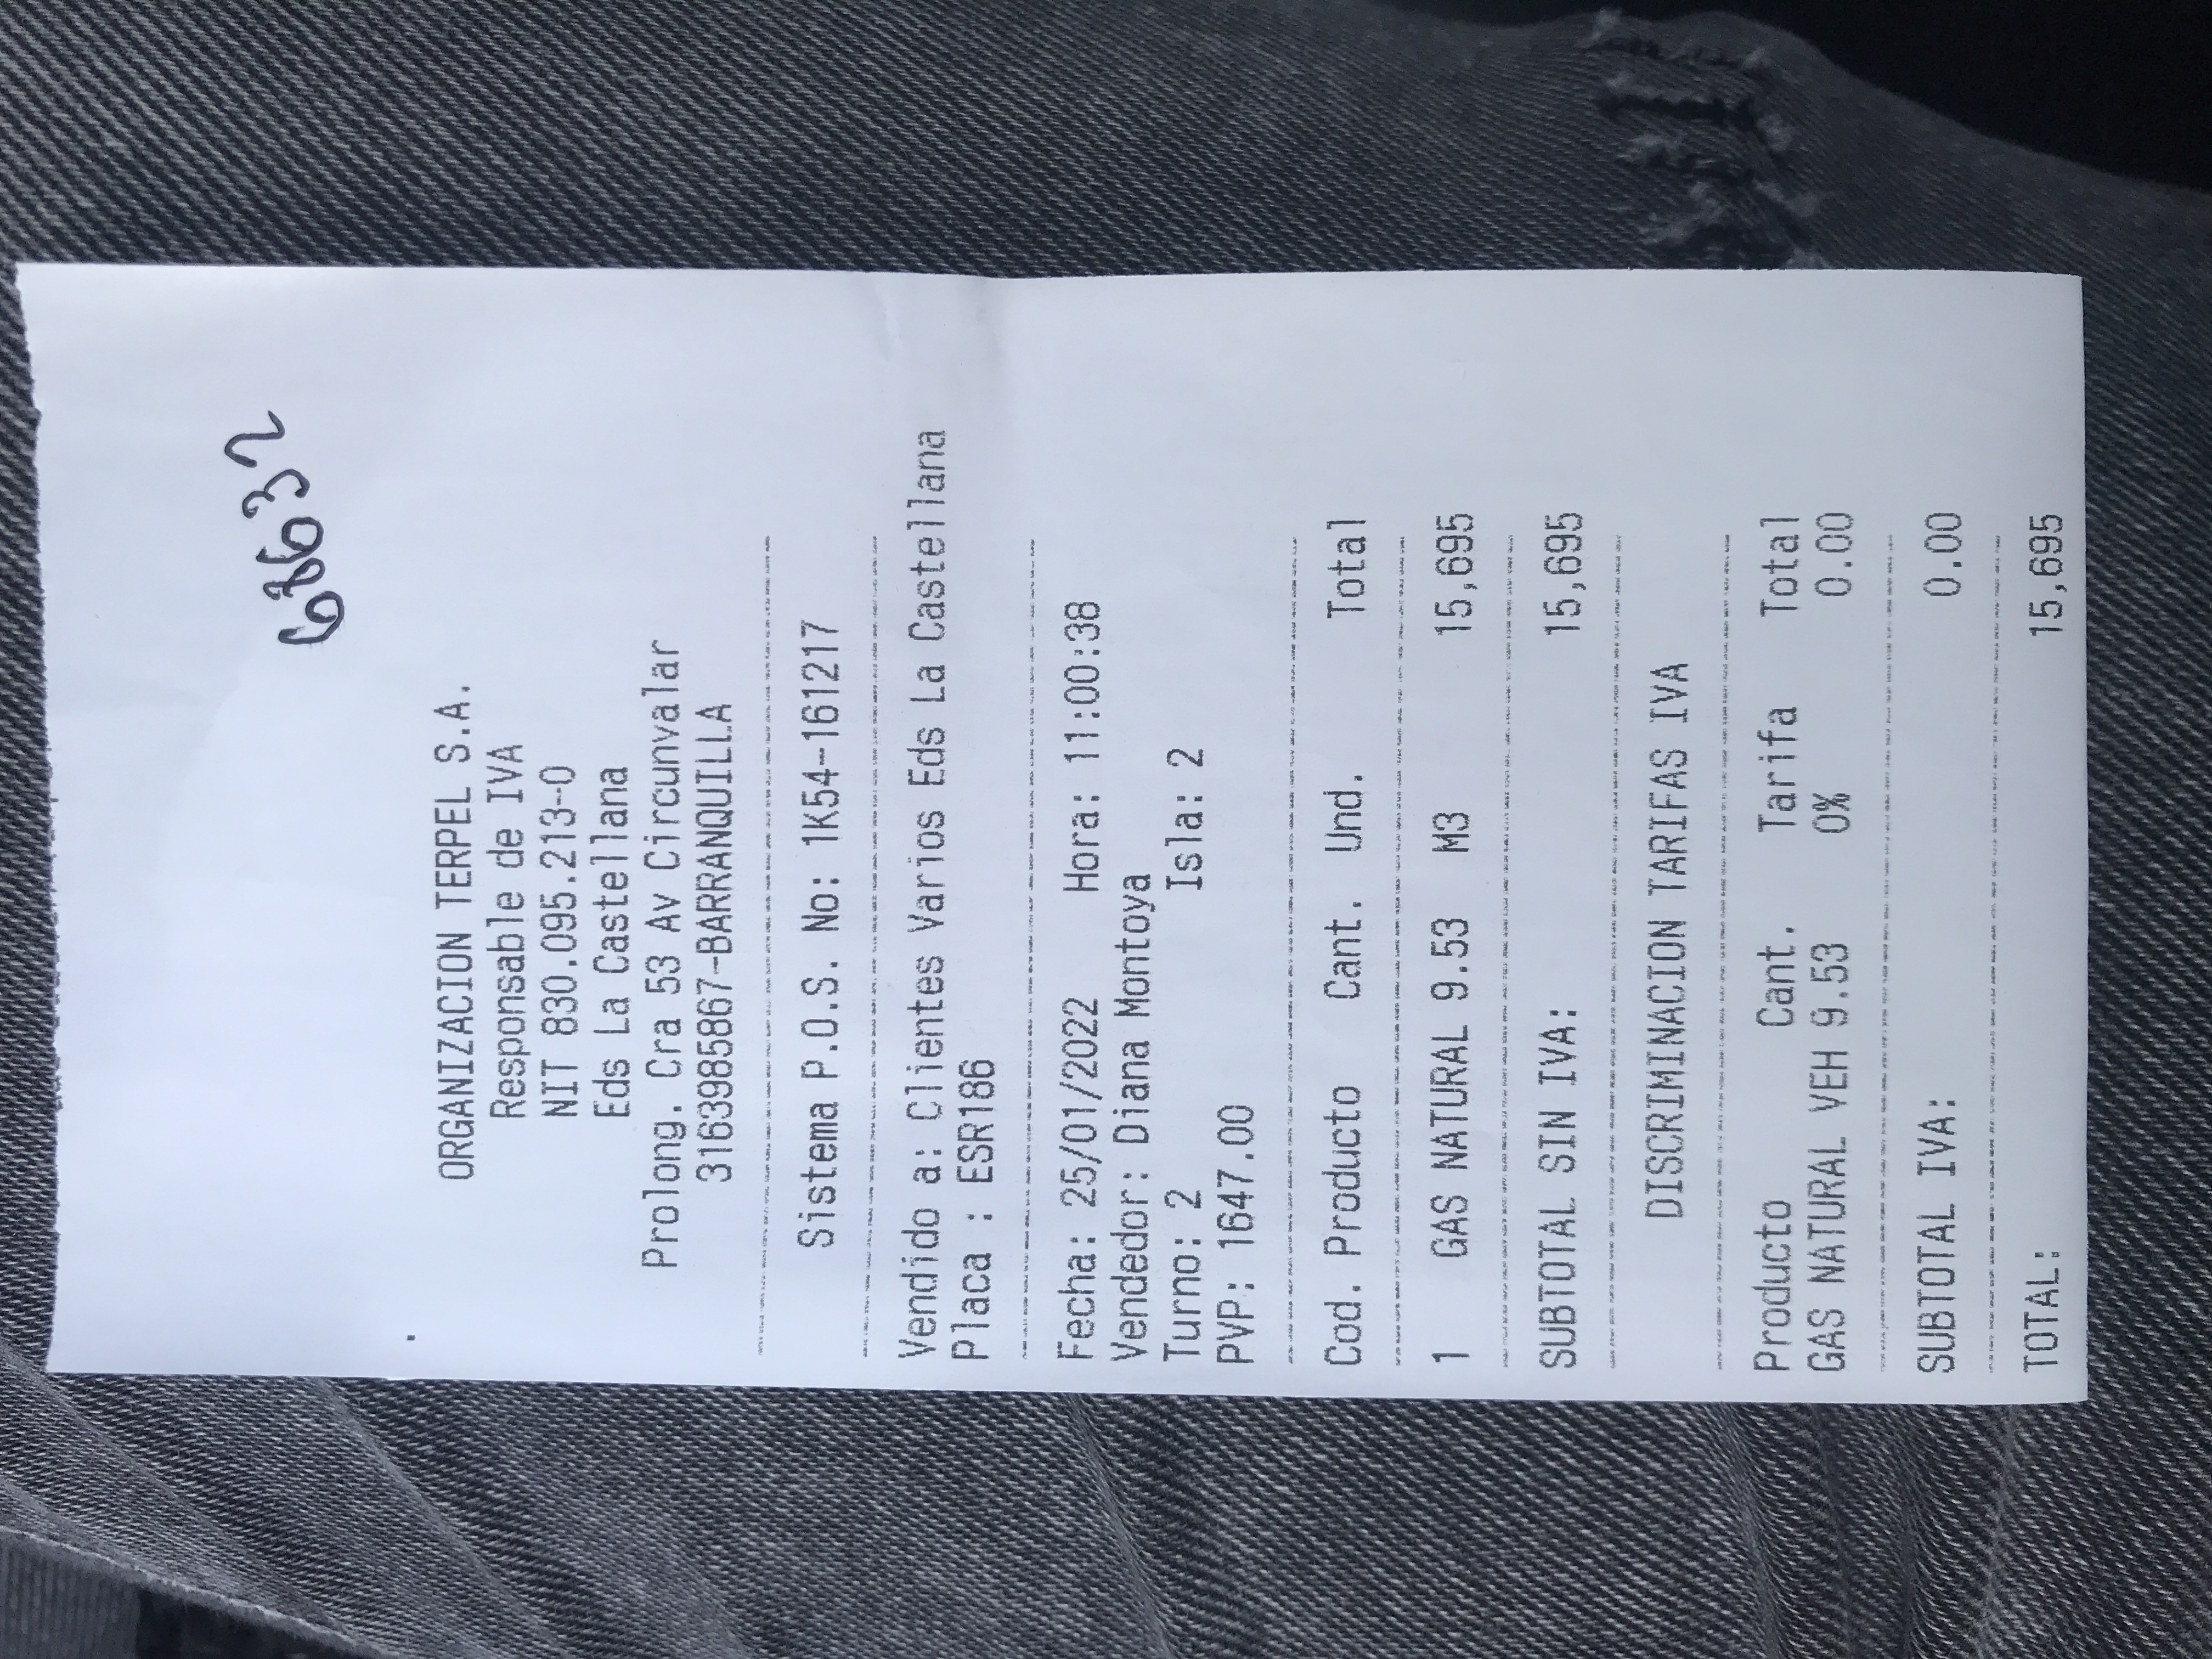 68632
ORGANIZACION TERPEL S.A.
Responsable de IVA
NIT 830.095.213-0
Eds La Castellana
Prolong. Cra 53 Av Circunvalar
3163985867-BARRANQUILLA
Sistema P.O.S. No: 1K54-161217
Vendido a: Clientes Varios Eds La Castellana
Placa : ESR186
Fecha: 25/01/2022 Hora: 11:00:38
Vendedor: Diana Montoya
Turno: 2 Isla: 2
PVP: 1647.00
Cod. Producto Cant. Und. Total
1 GAS NATURAL 9.53 M3 15,695
SUBTOTAL SIN IVA: 15,695
DISCRIMINACION TARIFAS IVA
Producto Cant. Tarifa Total
GAS NATURAL VEH 9.53 0% 0.00
SUBTOTAL IVA: 0.00
TOTAL: 15,695